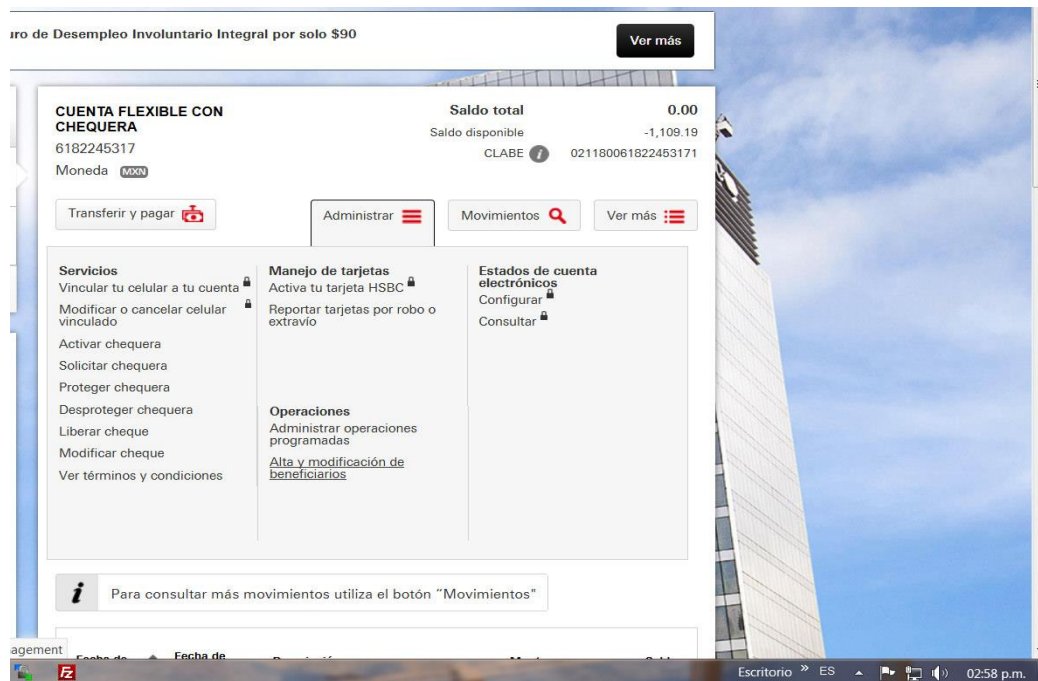 uro de Desempleo Involuntario Integral por solo $90
Ver más
CUENTA FLEXIBLE CON
CHEQUERA
6182245317
Moneda MXN
Saldo total 0.00
Saldo disponible -1,109.19
CLABE i 021180061822453171
Transferir y pagar
Administrar
Movimientos
Ver más
Servicios
Vincular tu celular a tu cuenta
Modificar o cancelar celular
vinculado
Activar chequera
Solicitar chequera
Proteger chequera
Desproteger chequera
Liberar cheque
Modificar cheque
Ver términos y condiciones
Manejo de tarjetas
Activa tu tarjeta HSBC
Reportar tarjetas por robo o
extravío
Operaciones
Administrar operaciones
programadas
Alta y modificación de
beneficiarios
Estados de cuenta
electrónicos
Configurar
Consultar
i Para consultar más movimientos utiliza el botón "Movimientos"
agement
Fecha de
Fz
Escritorio » ES 02:58 p.m.